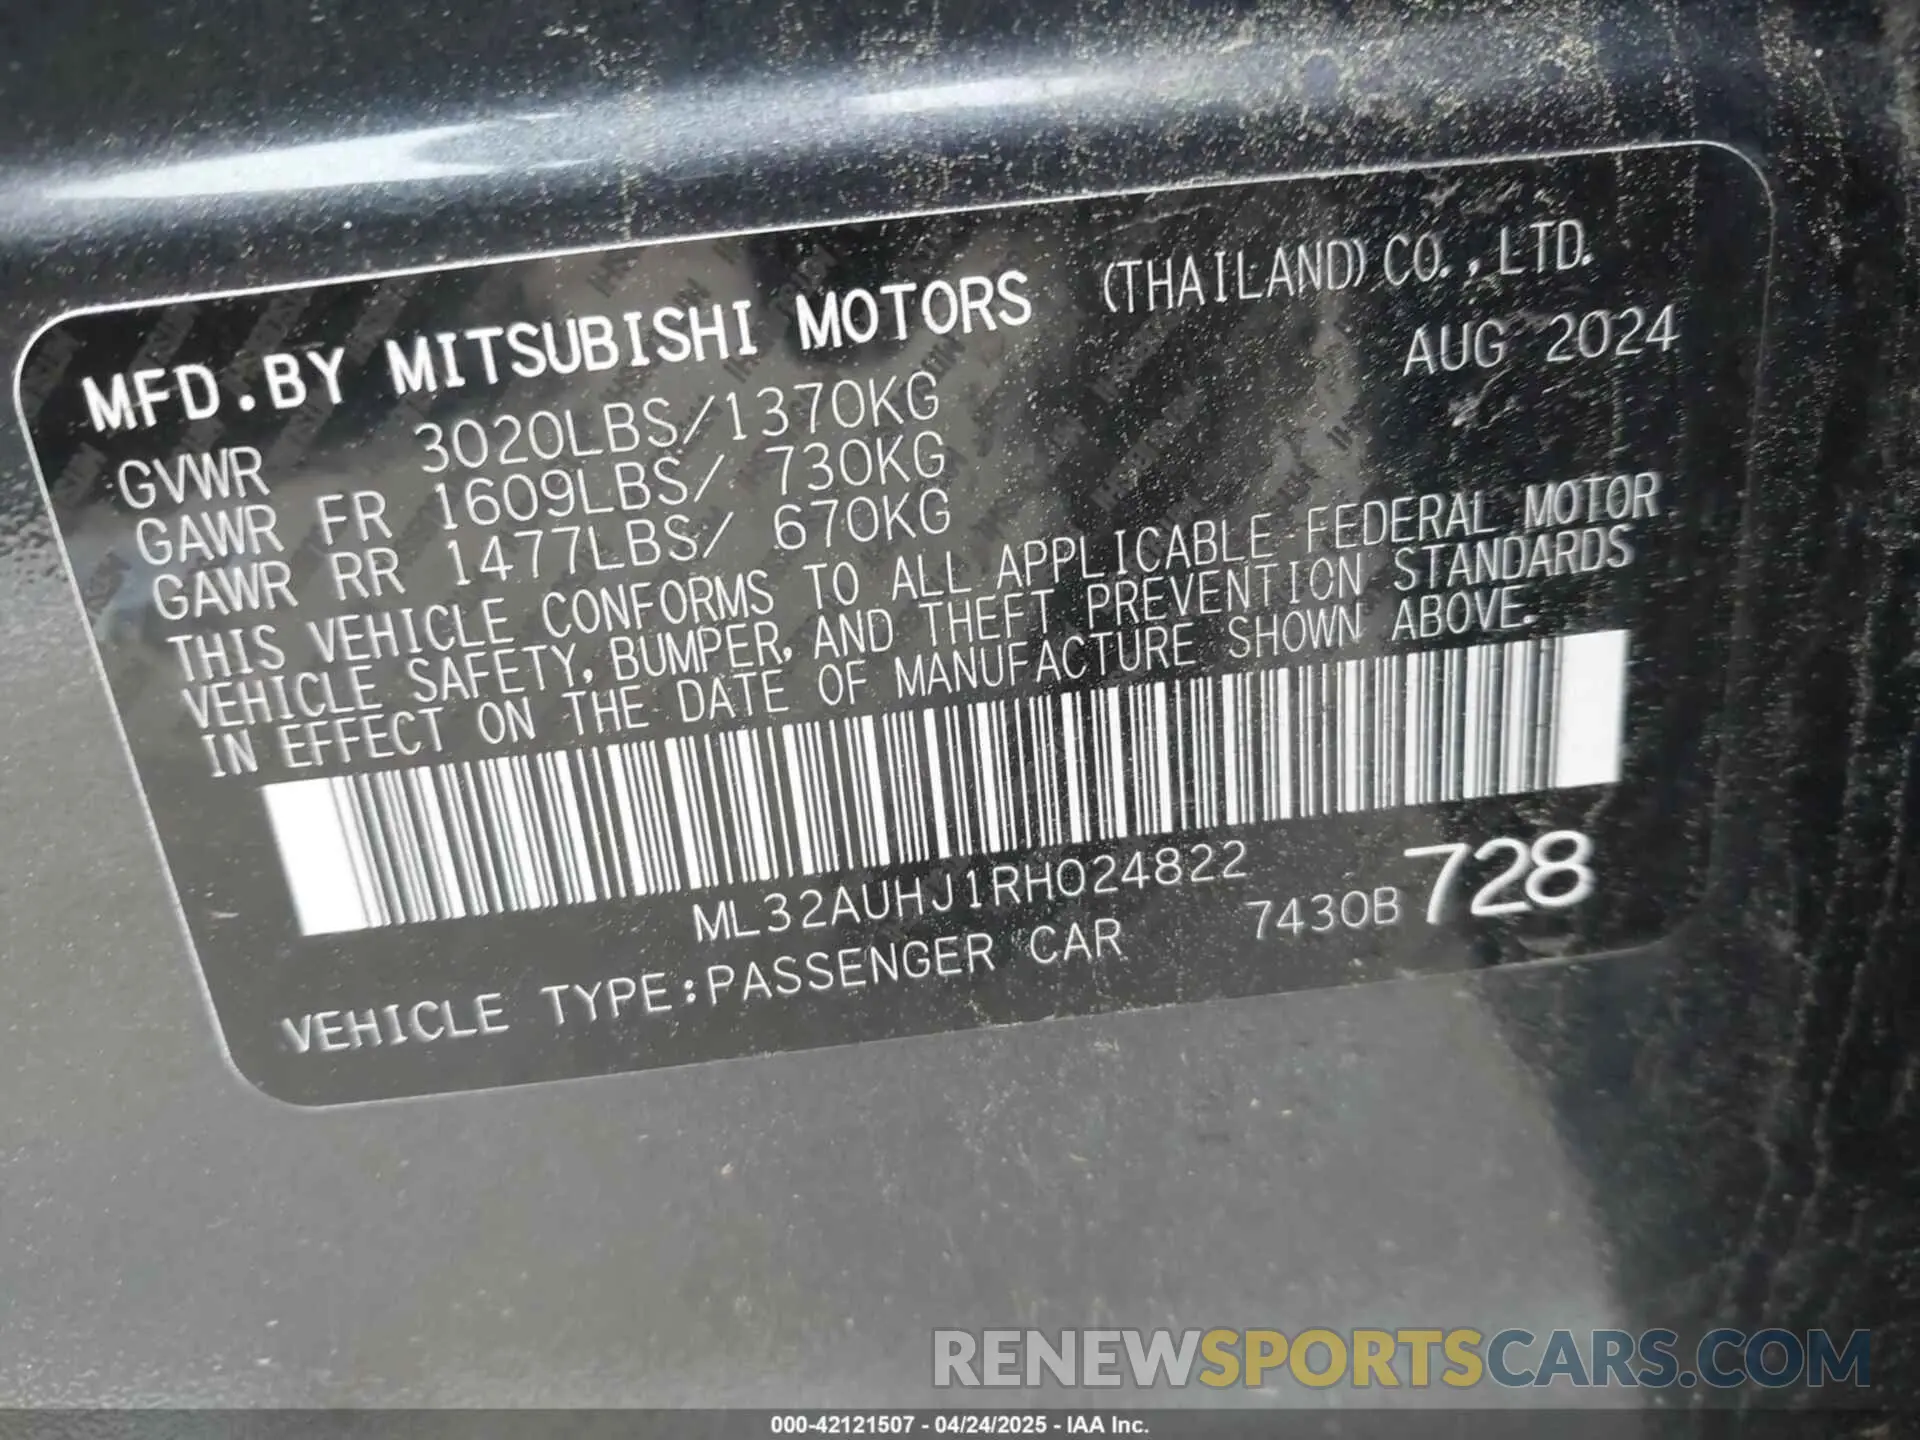 MFD.BY MITSUBISHI MOTORS (THAILAND) CO.,LTD.
AUG 2024
GVWR 3020LBS/1370KG
GAWR FR 1609LBS/ 730KG
GAWR RR 1477LBS/ 670KG
THIS VEHICLE CONFORMS TO ALL APPLICABLE FEDERAL MOTOR
VEHICLE SAFETY, BUMPER, AND THEFT PREVENTION STANDARDS
IN EFFECT ON THE DATE OF MANUFACTURE SHOWN ABOVE.
ML32AUHJ1RH024822
7430B 728
VEHICLE TYPE:PASSENGER CAR
RENEWSPORTSCARS.COM
000-42121507 - 04/24/2025 - IAA Inc.